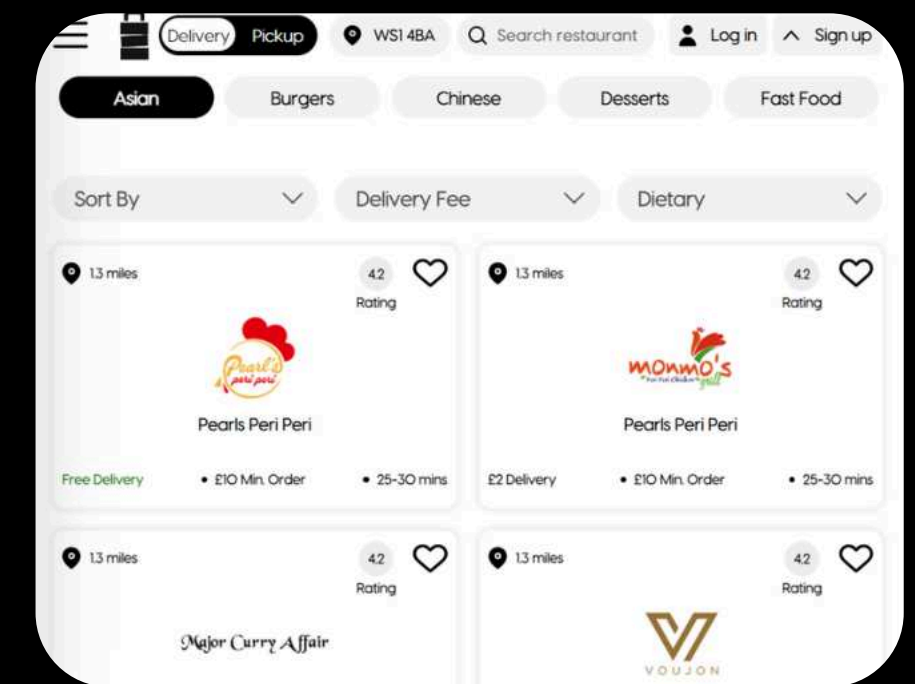 Delivery Pickup WS1 4BA Search restaurant Log in Sign up
Asian Burgers Chinese Desserts Fast Food
Sort By Delivery Fee Dietary
1.3 miles 4.2 1.3 miles 4.2
Rating Rating
Pearl's
peri peri
monmo's
grill
Pearls Peri Peri Pearls Peri Peri
Free Delivery • £10 Min. Order • 25-30 mins £2 Delivery • £10 Min. Order • 25-30 mins
1.3 miles 4.2 1.3 miles 4.2
Rating Rating
Major Curry Affair
VOUJON